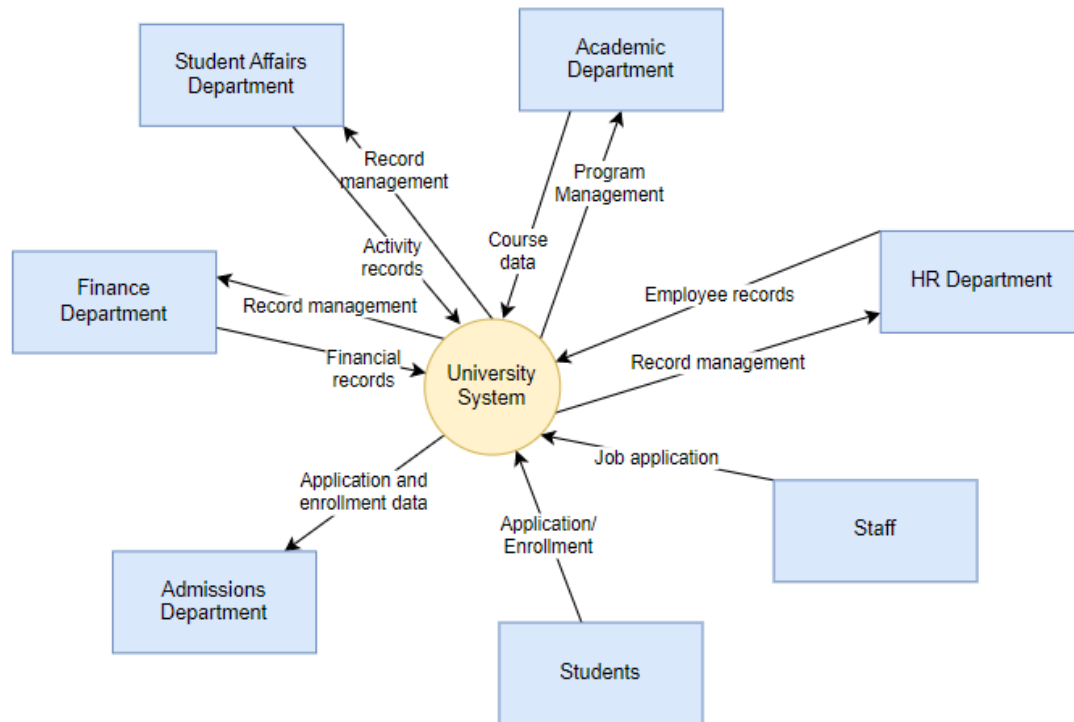 Student Affairs
Department
Academic
Department
Record
management
Program
Management
Activity
records
Course
data
Finance
Department
Record management
Employee records
HR Department
Financial
records
University
System
Record management
Job application
Application and
enrollment data
Application/
Enrollment
Staff
Admissions
Department
Students